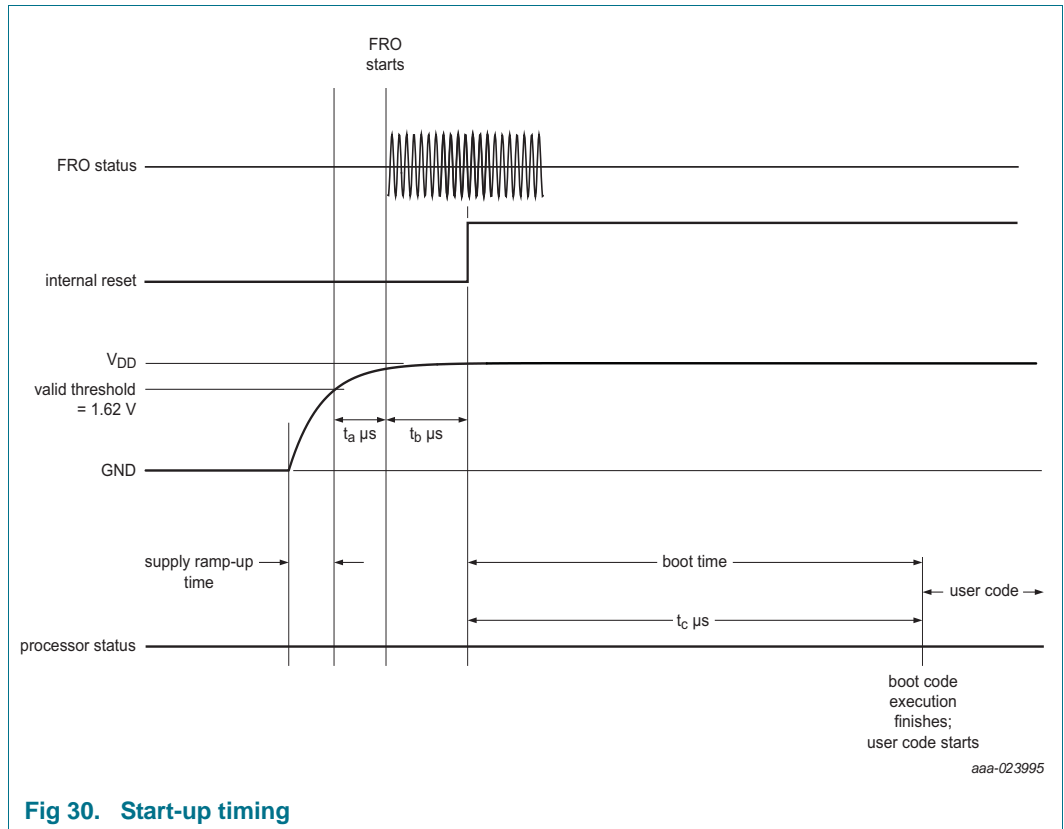 FRO
starts
FRO status
internal reset
VDD
valid threshold
= 1.62 V
ta μs
tb μs
GND
supply ramp-up
time
boot time
user code
tc μs
processor status
boot code
execution
finishes;
user code starts
aaa-023995
Fig 30. Start-up timing